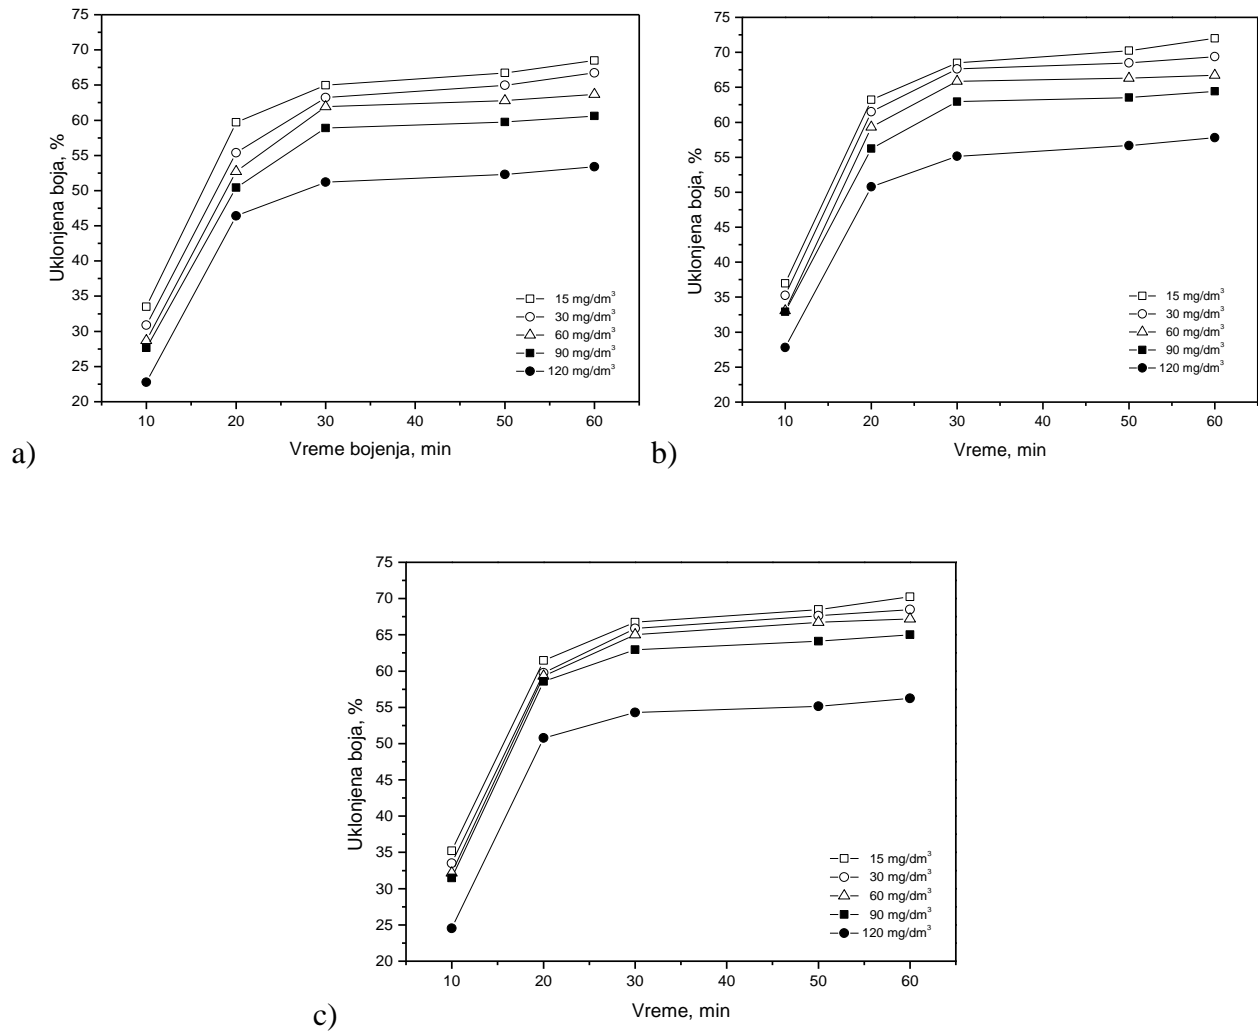 75
70
65
60
55
50
45
40
35
30
25
20
Uklonjena boja, %
15 mg/dm³
30 mg/dm³
60 mg/dm³
90 mg/dm³
120 mg/dm³
10 20 30 40 50 60
Vreme bojenja, min
a)
75
70
65
60
55
50
45
40
35
30
25
20
Uklonjena boja, %
15 mg/dm³
30 mg/dm³
60 mg/dm³
90 mg/dm³
120 mg/dm³
10 20 30 40 50 60
Vreme, min
b)
75
70
65
60
55
50
45
40
35
30
25
20
Uklonjena boja, %
15 mg/dm³
30 mg/dm³
60 mg/dm³
90 mg/dm³
120 mg/dm³
10 20 30 40 50 60
Vreme, min
c)